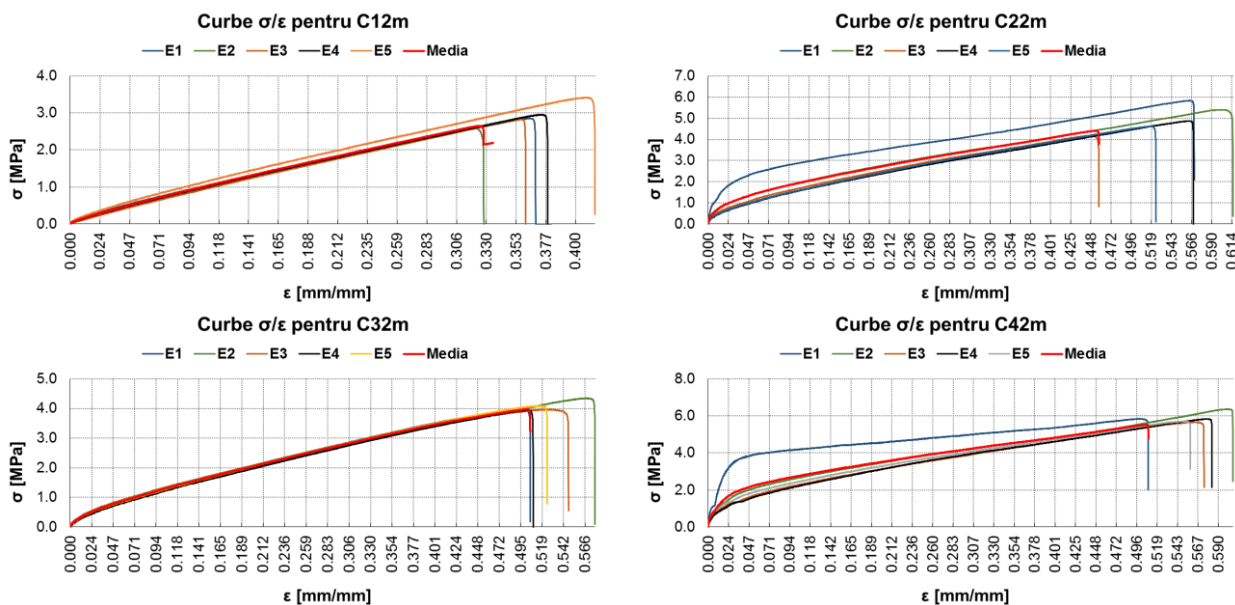 Curbe σ/ε pentru C12m
E1 E2 E3 E4 E5 Media
4.0
3.0
2.0
1.0
0.0
σ [MPa]
0.000 0.024 0.047 0.071 0.094 0.118 0.141 0.165 0.188 0.212 0.235 0.259 0.283 0.306 0.330 0.353 0.377 0.400
ε [mm/mm]
Curbe σ/ε pentru C22m
E1 E2 E3 E4 E5 Media
7.0
6.0
5.0
4.0
3.0
2.0
1.0
0.0
σ [MPa]
0.000 0.024 0.048 0.071 0.094 0.118 0.142 0.165 0.189 0.213 0.236 0.260 0.284 0.307 0.330 0.354 0.378 0.401 0.425 0.448 0.472 0.496 0.519 0.543 0.566 0.590 0.614
ε [mm/mm]
Curbe σ/ε pentru C32m
E1 E2 E3 E4 E5 Media
5.0
4.0
3.0
2.0
1.0
0.0
σ [MPa]
0.000 0.024 0.047 0.071 0.094 0.118 0.141 0.165 0.189 0.212 0.236 0.259 0.283 0.306 0.330 0.353 0.377 0.401 0.424 0.448 0.472 0.495 0.519 0.542 0.566
ε [mm/mm]
Curbe σ/ε pentru C42m
E1 E2 E3 E4 E5 Media
8.0
6.0
4.0
2.0
0.0
σ [MPa]
0.000 0.024 0.047 0.071 0.094 0.118 0.142 0.165 0.189 0.212 0.236 0.260 0.283 0.307 0.330 0.354 0.378 0.401 0.425 0.448 0.472 0.496 0.519 0.543 0.567 0.590
ε [mm/mm]